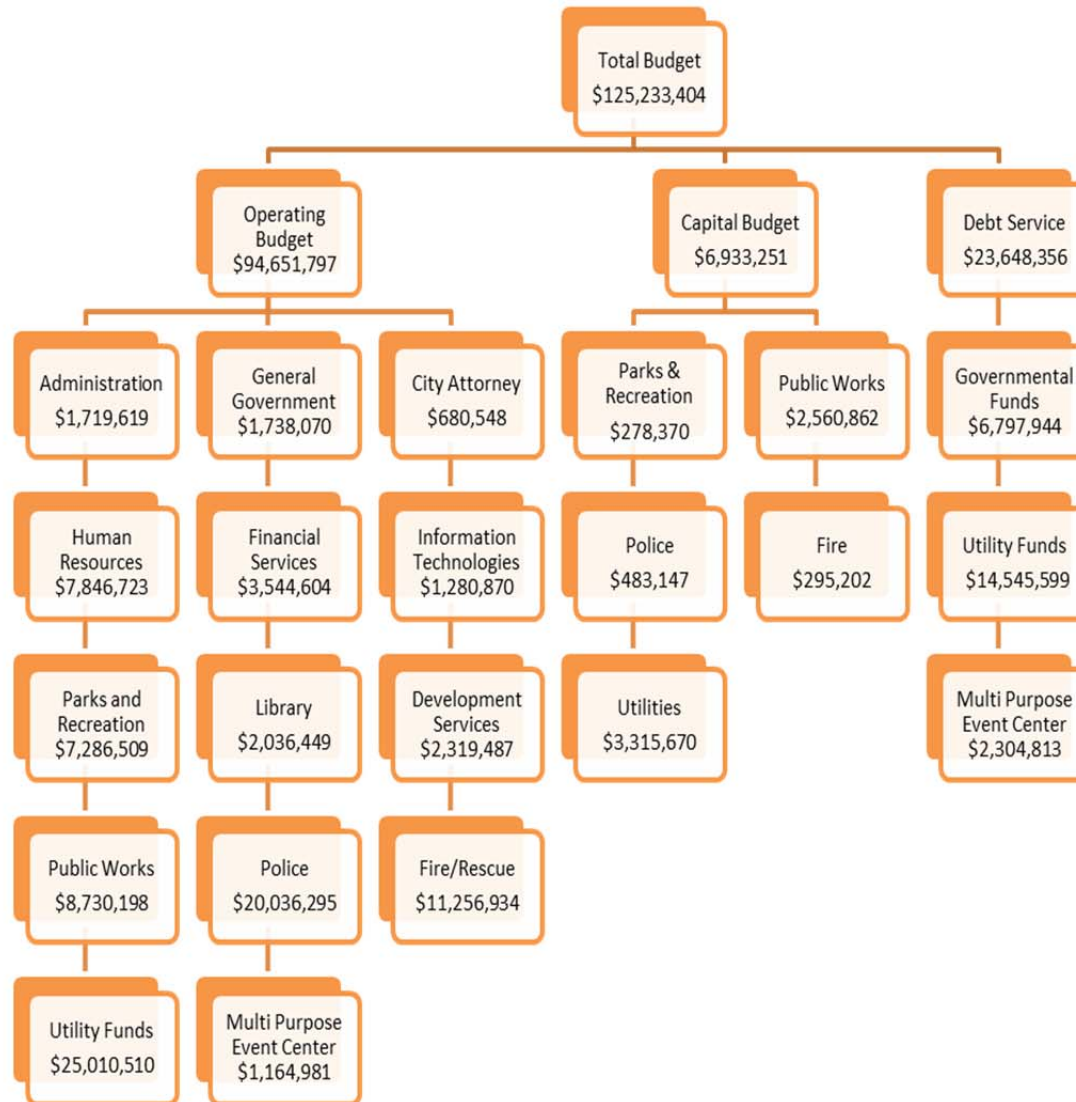 Total Budget
$125,233,404
Operating
Budget
$94,651,797
Capital Budget
$6,933,251
Debt Service
$23,648,356
Administration
$1,719,619
General
Government
$1,738,070
City Attorney
$680,548
Parks &
Recreation
$278,370
Public Works
$2,560,862
Governmental
Funds
$6,797,944
Human
Resources
$7,846,723
Financial
Services
$3,544,604
Information
Technologies
$1,280,870
Police
$483,147
Fire
$295,202
Utility Funds
$14,545,599
Parks and
Recreation
$7,286,509
Library
$2,036,449
Development
Services
$2,319,487
Utilities
$3,315,670
Multi Purpose
Event Center
$2,304,813
Public Works
$8,730,198
Police
$20,036,295
Fire/Rescue
$11,256,934
Utility Funds
$25,010,510
Multi Purpose
Event Center
$1,164,981